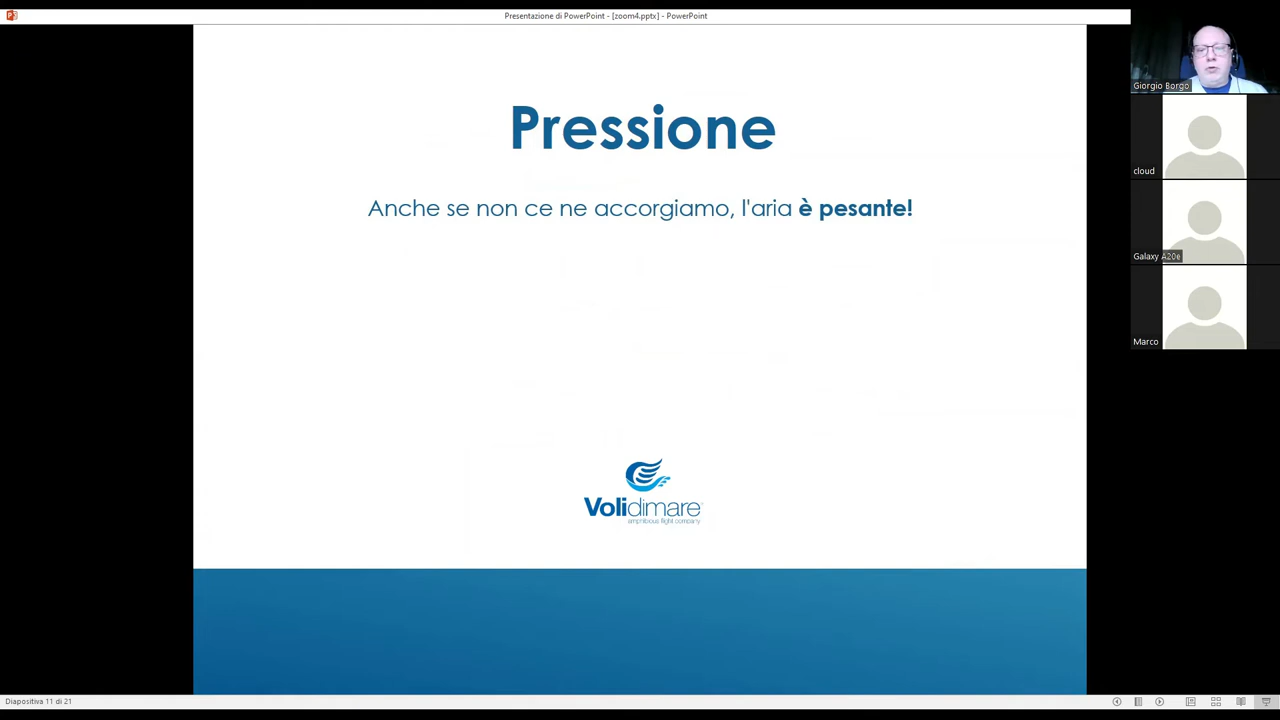 Presentazione di PowerPoint - [zoom4.pptx] - PowerPoint
Giorgio Borgo
Pressione
cloud
Anche se non ce ne accorgiamo, l'aria è pesante!
Galaxy A20e
Marco
Volidimare
amphibious flight company
Diapositiva 11 di 21